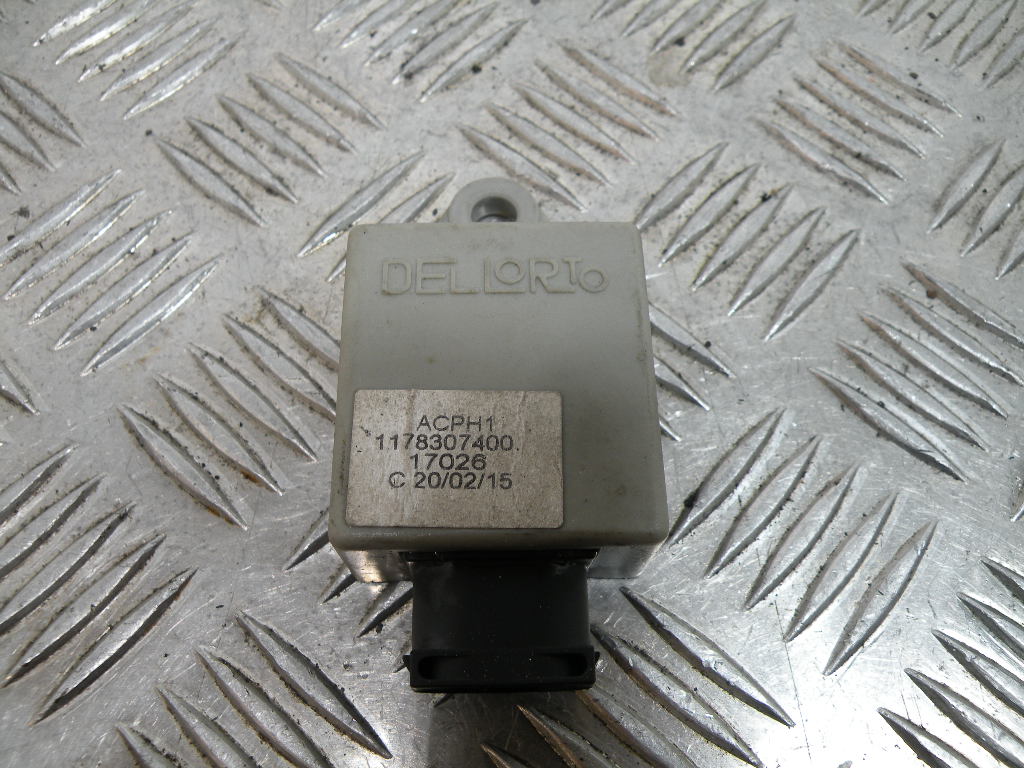 DELLORTO
ACPH1
1178307400.
17026
C 20/02/15